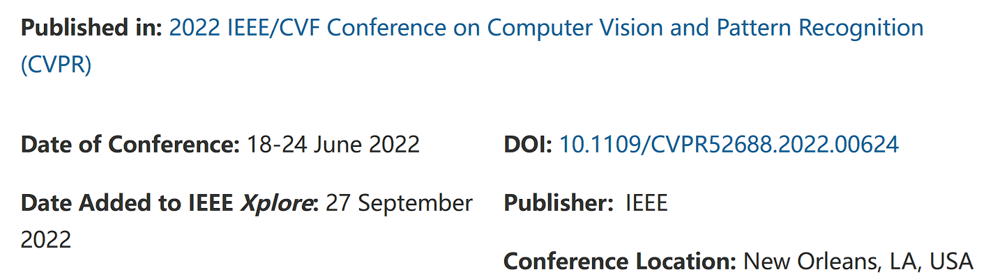 Published in: 2022 IEEE/CVF Conference on Computer Vision and Pattern Recognition
(CVPR)
Date of Conference: 18-24 June 2022
Date Added to IEEE Xplore: 27 September
2022
DOI: 10.1109/CVPR52688.2022.00624
Publisher: IEEE
Conference Location: New Orleans, LA, USA